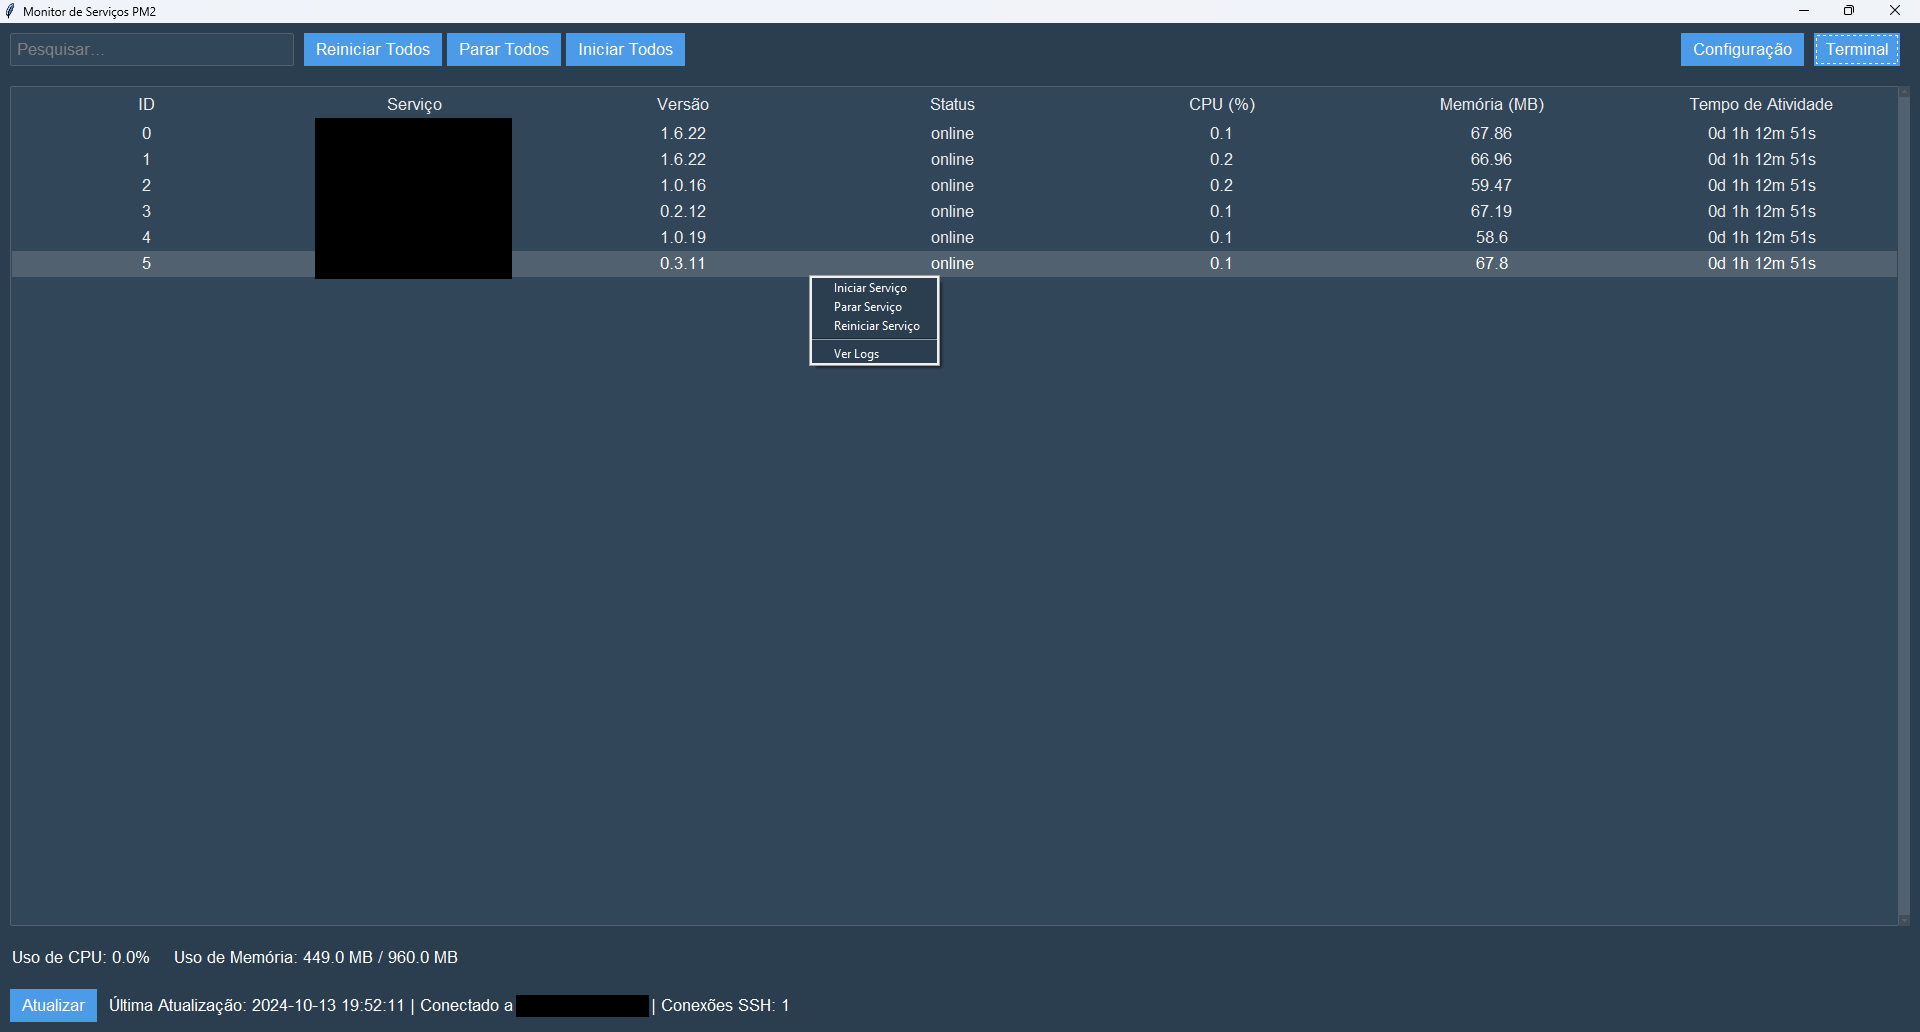 Monitor de Serviços PM2
Pesquisar... Reiniciar Todos Parar Todos Iniciar Todos Configuração Terminal
ID Serviço Versão Status CPU (%) Memória (MB) Tempo de Atividade
0 1.6.22 online 0.1 67.86 0d 1h 12m 51s
1 1.6.22 online 0.2 66.96 0d 1h 12m 51s
2 1.0.16 online 0.2 59.47 0d 1h 12m 51s
3 0.2.12 online 0.1 67.19 0d 1h 12m 51s
4 1.0.19 online 0.1 58.6 0d 1h 12m 51s
5 0.3.11 online 0.1 67.8 0d 1h 12m 51s
Iniciar Serviço
Parar Serviço
Reiniciar Serviço
Ver Logs
Uso de CPU: 0.0% Uso de Memória: 449.0 MB / 960.0 MB
Atualizar Última Atualização: 2024-10-13 19:52:11 | Conectado a | Conexões SSH: 1